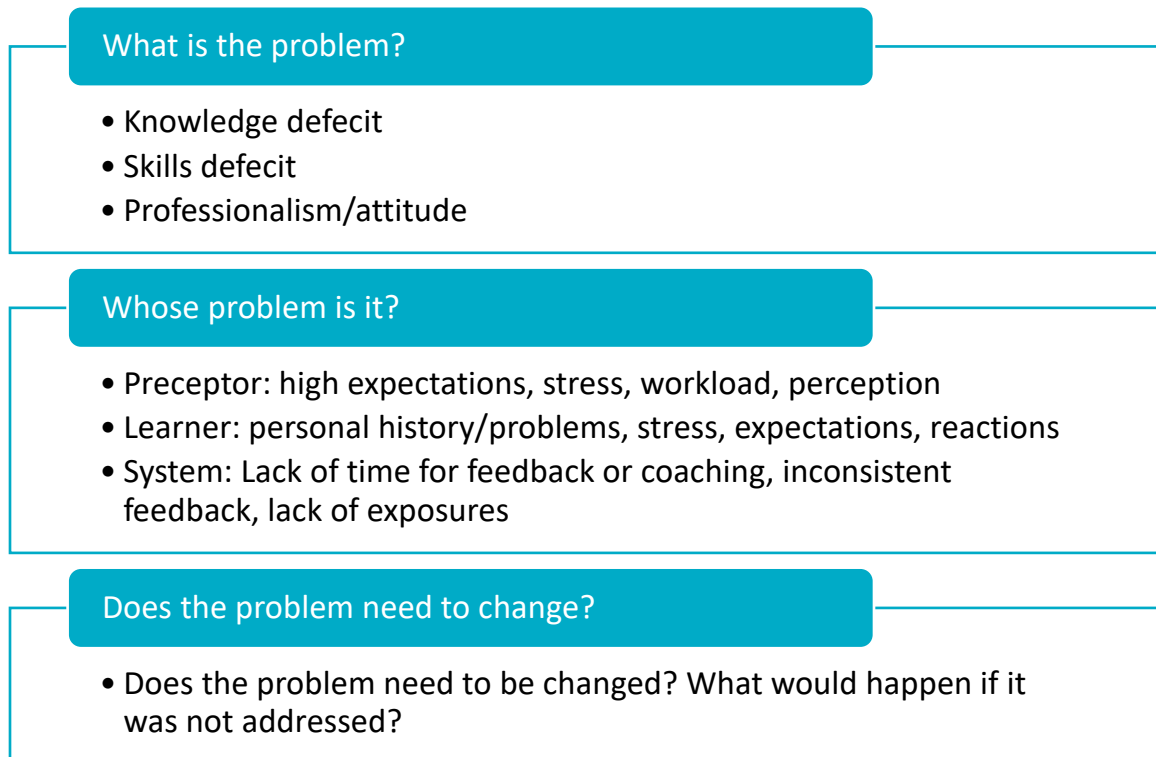 What is the problem?
• Knowledge defecit
• Skills defecit
• Professionalism/attitude
Whose problem is it?
• Preceptor: high expectations, stress, workload, perception
• Learner: personal history/problems, stress, expectations, reactions
• System: Lack of time for feedback or coaching, inconsistent
feedback, lack of exposures
Does the problem need to change?
• Does the problem need to be changed? What would happen if it
was not addressed?